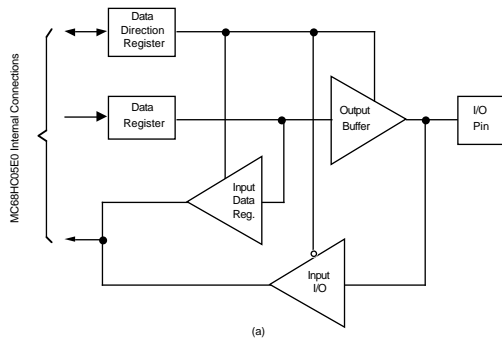 MC68HC05E0 Internal Connections
Data
Direction
Register
Data
Register
Output
Buffer
I/O
Pin
Input
Data
Reg.
Input
I/O
(a)